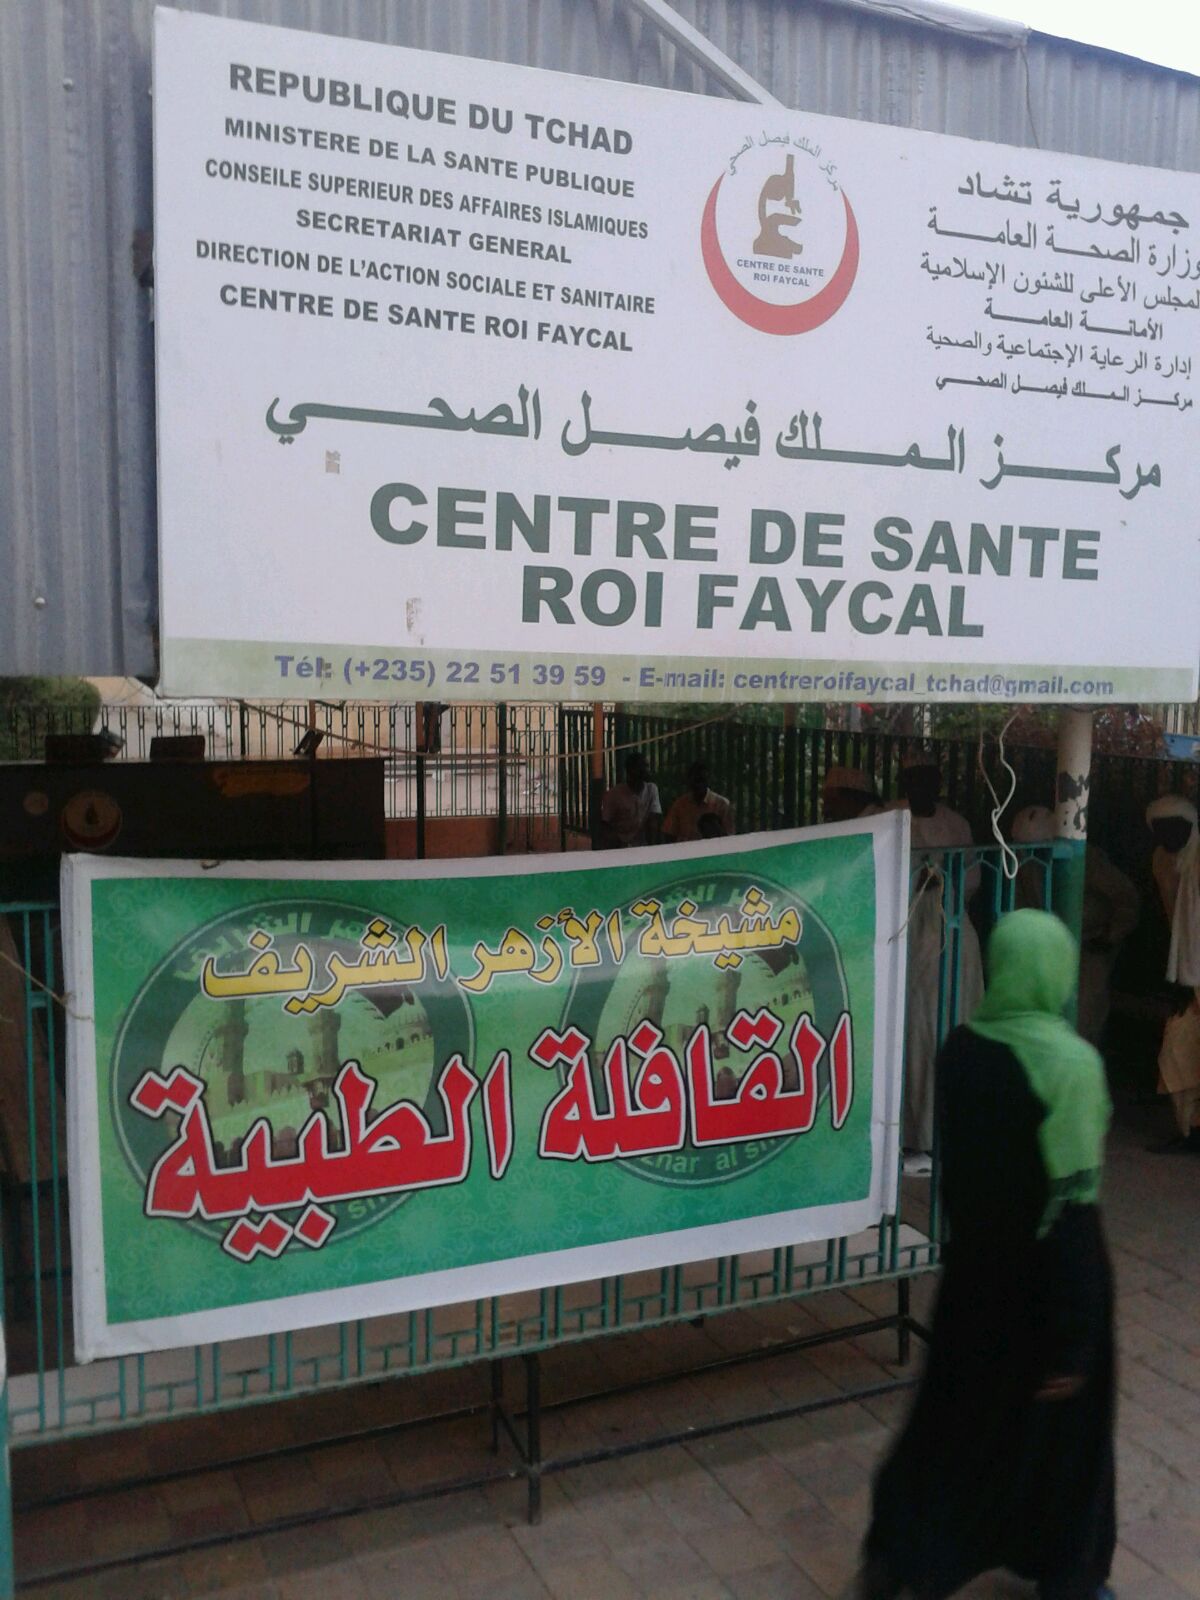 REPUBLIQUE DU TCHAD
MINISTERE DE LA SANTE PUBLIQUE
CONSEILE SUPERIEUR DES AFFAIRES ISLAMIQUES
SECRETARIAT GENERAL
DIRECTION DE L'ACTION SOCIALE ET SANITAIRE
CENTRE DE SANTE ROI FAYCAL
مركز الملك فيصل الصحي
CENTRE DE SANTE
ROI FAYCAL
جمهورية تشاد
وزارة الصحة العامة
المجلس الأعلى للشئون الإسلامية
الأمانة العامة
إدارة الرعاية الإجتماعية والصحية
مركز الملك فيصل الصحي
مركز الملك فيصل الصحي
CENTRE DE SANTE
ROI FAYCAL
Tél: (+235) 22 51 39 59 - E-mail: centreroifaycal_tchad@gmail.com
مشيخة الأزهر الشريف
القافلة الطبية